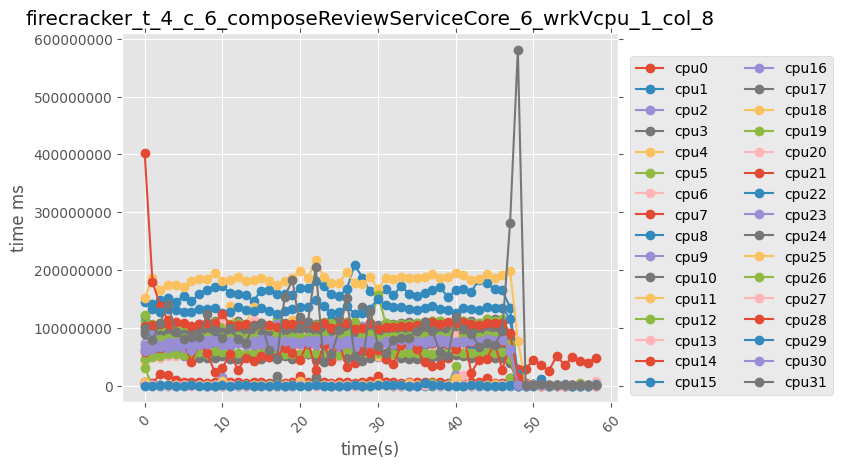 firecracker_t_4_c_6_composeReviewServiceCore_6_wrkVcpu_1_col_8
600000000
500000000
400000000
300000000
200000000
100000000
0
time ms
0
10
20
30
40
50
60
time(s)
cpu0
cpu1
cpu2
cpu3
cpu4
cpu5
cpu6
cpu7
cpu8
cpu9
cpu10
cpu11
cpu12
cpu13
cpu14
cpu15
cpu16
cpu17
cpu18
cpu19
cpu20
cpu21
cpu22
cpu23
cpu24
cpu25
cpu26
cpu27
cpu28
cpu29
cpu30
cpu31